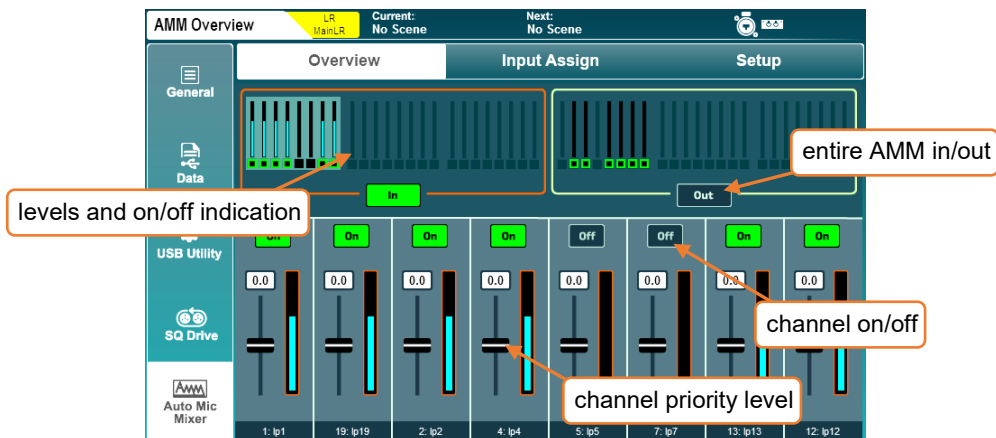 AMM Overview
LR
MainLR
Current:
No Scene
Next:
No Scene
Overview
Input Assign
Setup
General
Data
USB Utility
SQ Drive
Auto Mic
Mixer
In
Out
entire AMM in/out
levels and on/off indication
On
On
On
On
Off
Off
On
On
0.0
0.0
0.0
0.0
0.0
0.0
0.0
0.0
channel on/off
channel priority level
1: Ip1
19: Ip19
2: Ip2
4: Ip4
5: Ip5
7: Ip7
13: Ip13
12: Ip12